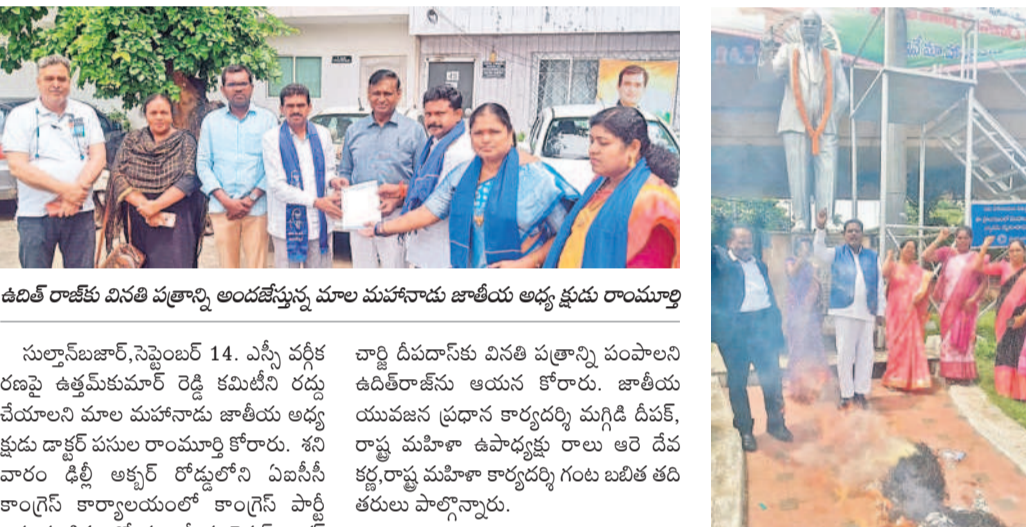 ఉదిత్ రాజ్‌కు వినతి పత్రాన్ని అందజేస్తున్న మాల మహానాడు జాతీయ అధ్య క్షుడు రాంమూర్తి
సుల్తాన్‌బజార్,సెప్టెంబర్ 14. ఎస్సీ వర్గీక
రణపై ఉత్తమ్‌కుమార్ రెడ్డి కమిటీని రద్దు
చేయాలని మాల మహానాడు జాతీయ అధ్య
క్షుడు డాక్టర్ పసుల రాంమూర్తి కోరారు. శని
వారం ఢిల్లీ అక్బర్ రోడ్డులోని ఏఐసీసీ
కాంగ్రెస్ కార్యాలయంలో కాంగ్రెస్ పార్టీ
చార్జి దీపదాస్‌కు వినతి పత్రాన్ని పంపాలని
ఉదిత్‌రాజ్‌ను ఆయన కోరారు. జాతీయ
యువజన ప్రధాన కార్యదర్శి మగ్గిడి దీపక్,
రాష్ట్ర మహిళా ఉపాధ్యక్షు రాలు ఆరె దేవ
కర్ణ,రాష్ట్ర మహిళా కార్యదర్శి గంట బబిత తది
తరులు పాల్గొన్నారు.